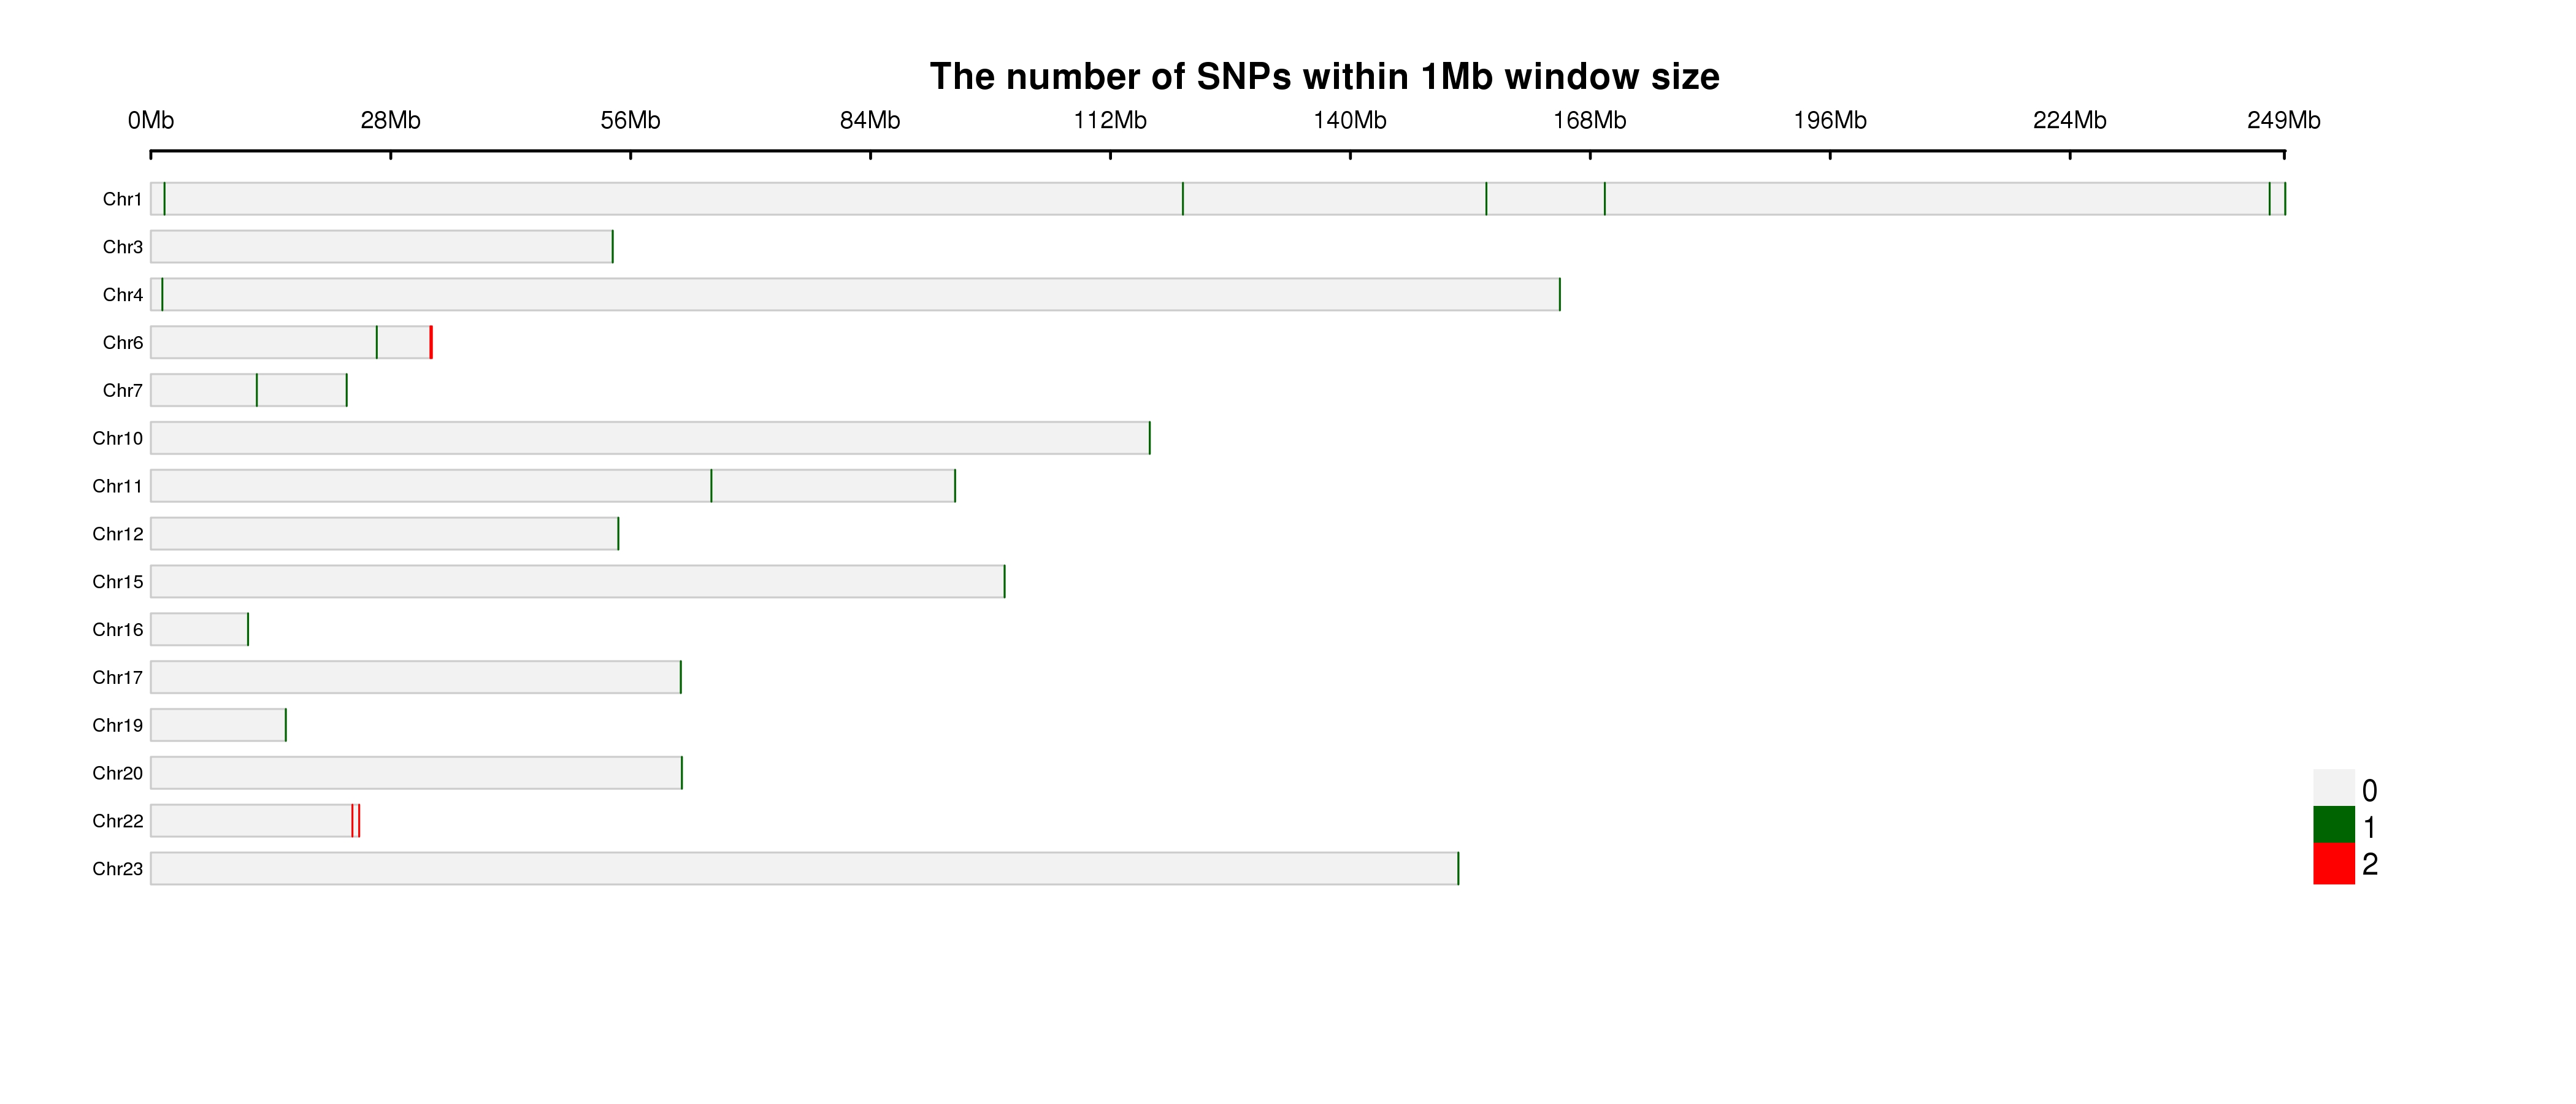 The number of SNPs within 1Mb window size
0Mb 28Mb 56Mb 84Mb 112Mb 140Mb 168Mb 196Mb 224Mb 249Mb
Chr1
Chr3
Chr4
Chr6
Chr7
Chr10
Chr11
Chr12
Chr15
Chr16
Chr17
Chr19
Chr20
Chr22
Chr23
0
1
2